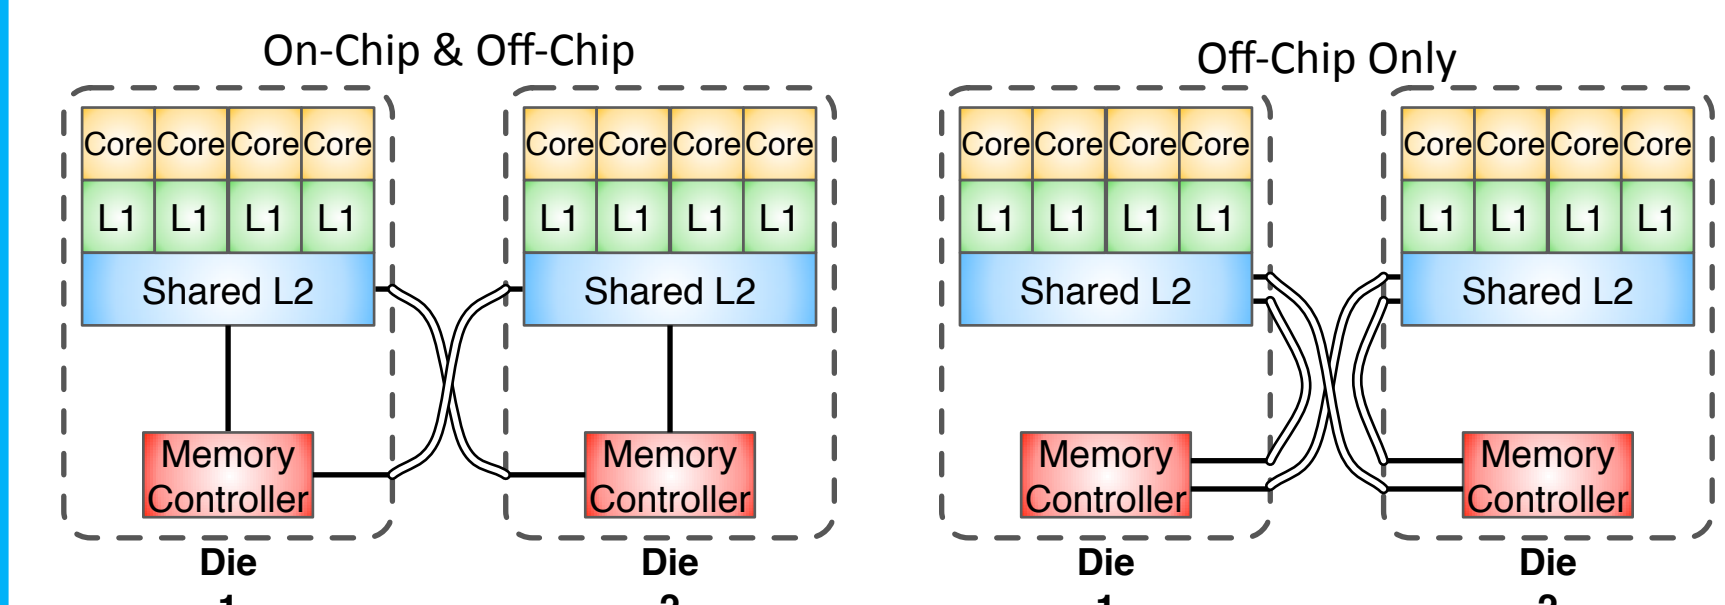 On-Chip & Off-Chip
Off-Chip Only
Core Core Core Core
Core Core Core Core
Core Core Core Core
Core Core Core Core
L1 L1 L1 L1
L1 L1 L1 L1
L1 L1 L1 L1
L1 L1 L1 L1
Shared L2
Shared L2
Shared L2
Shared L2
Memory
Controller
Memory
Controller
Memory
Controller
Memory
Controller
Die
Die
Die
Die